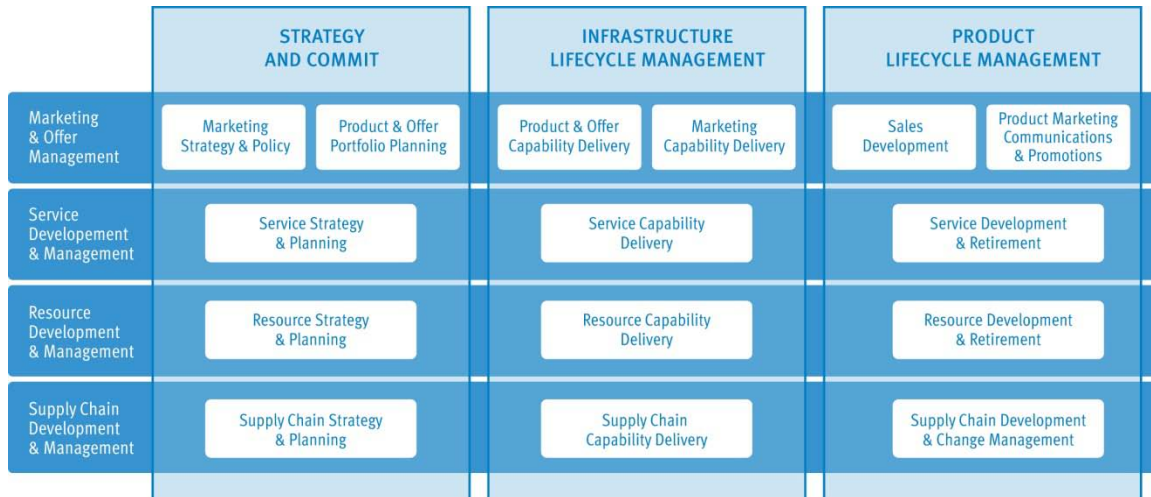 STRATEGY
AND COMMIT
INFRASTRUCTURE
LIFECYCLE MANAGEMENT
PRODUCT
LIFECYCLE MANAGEMENT
Marketing
& Offer
Management
Marketing
Strategy & Policy
Product & Offer
Portfolio Planning
Product & Offer
Capability Delivery
Marketing
Capability Delivery
Sales
Development
Product Marketing
Communications
& Promotions
Service
Developement
& Management
Service Strategy
& Planning
Service Capability
Delivery
Service Development
& Retirement
Resource
Development
& Management
Resource Strategy
& Planning
Resource Capability
Delivery
Resource Development
& Retirement
Supply Chain
Development
& Management
Supply Chain Strategy
& Planning
Supply Chain
Capability Delivery
Supply Chain Development
& Change Management